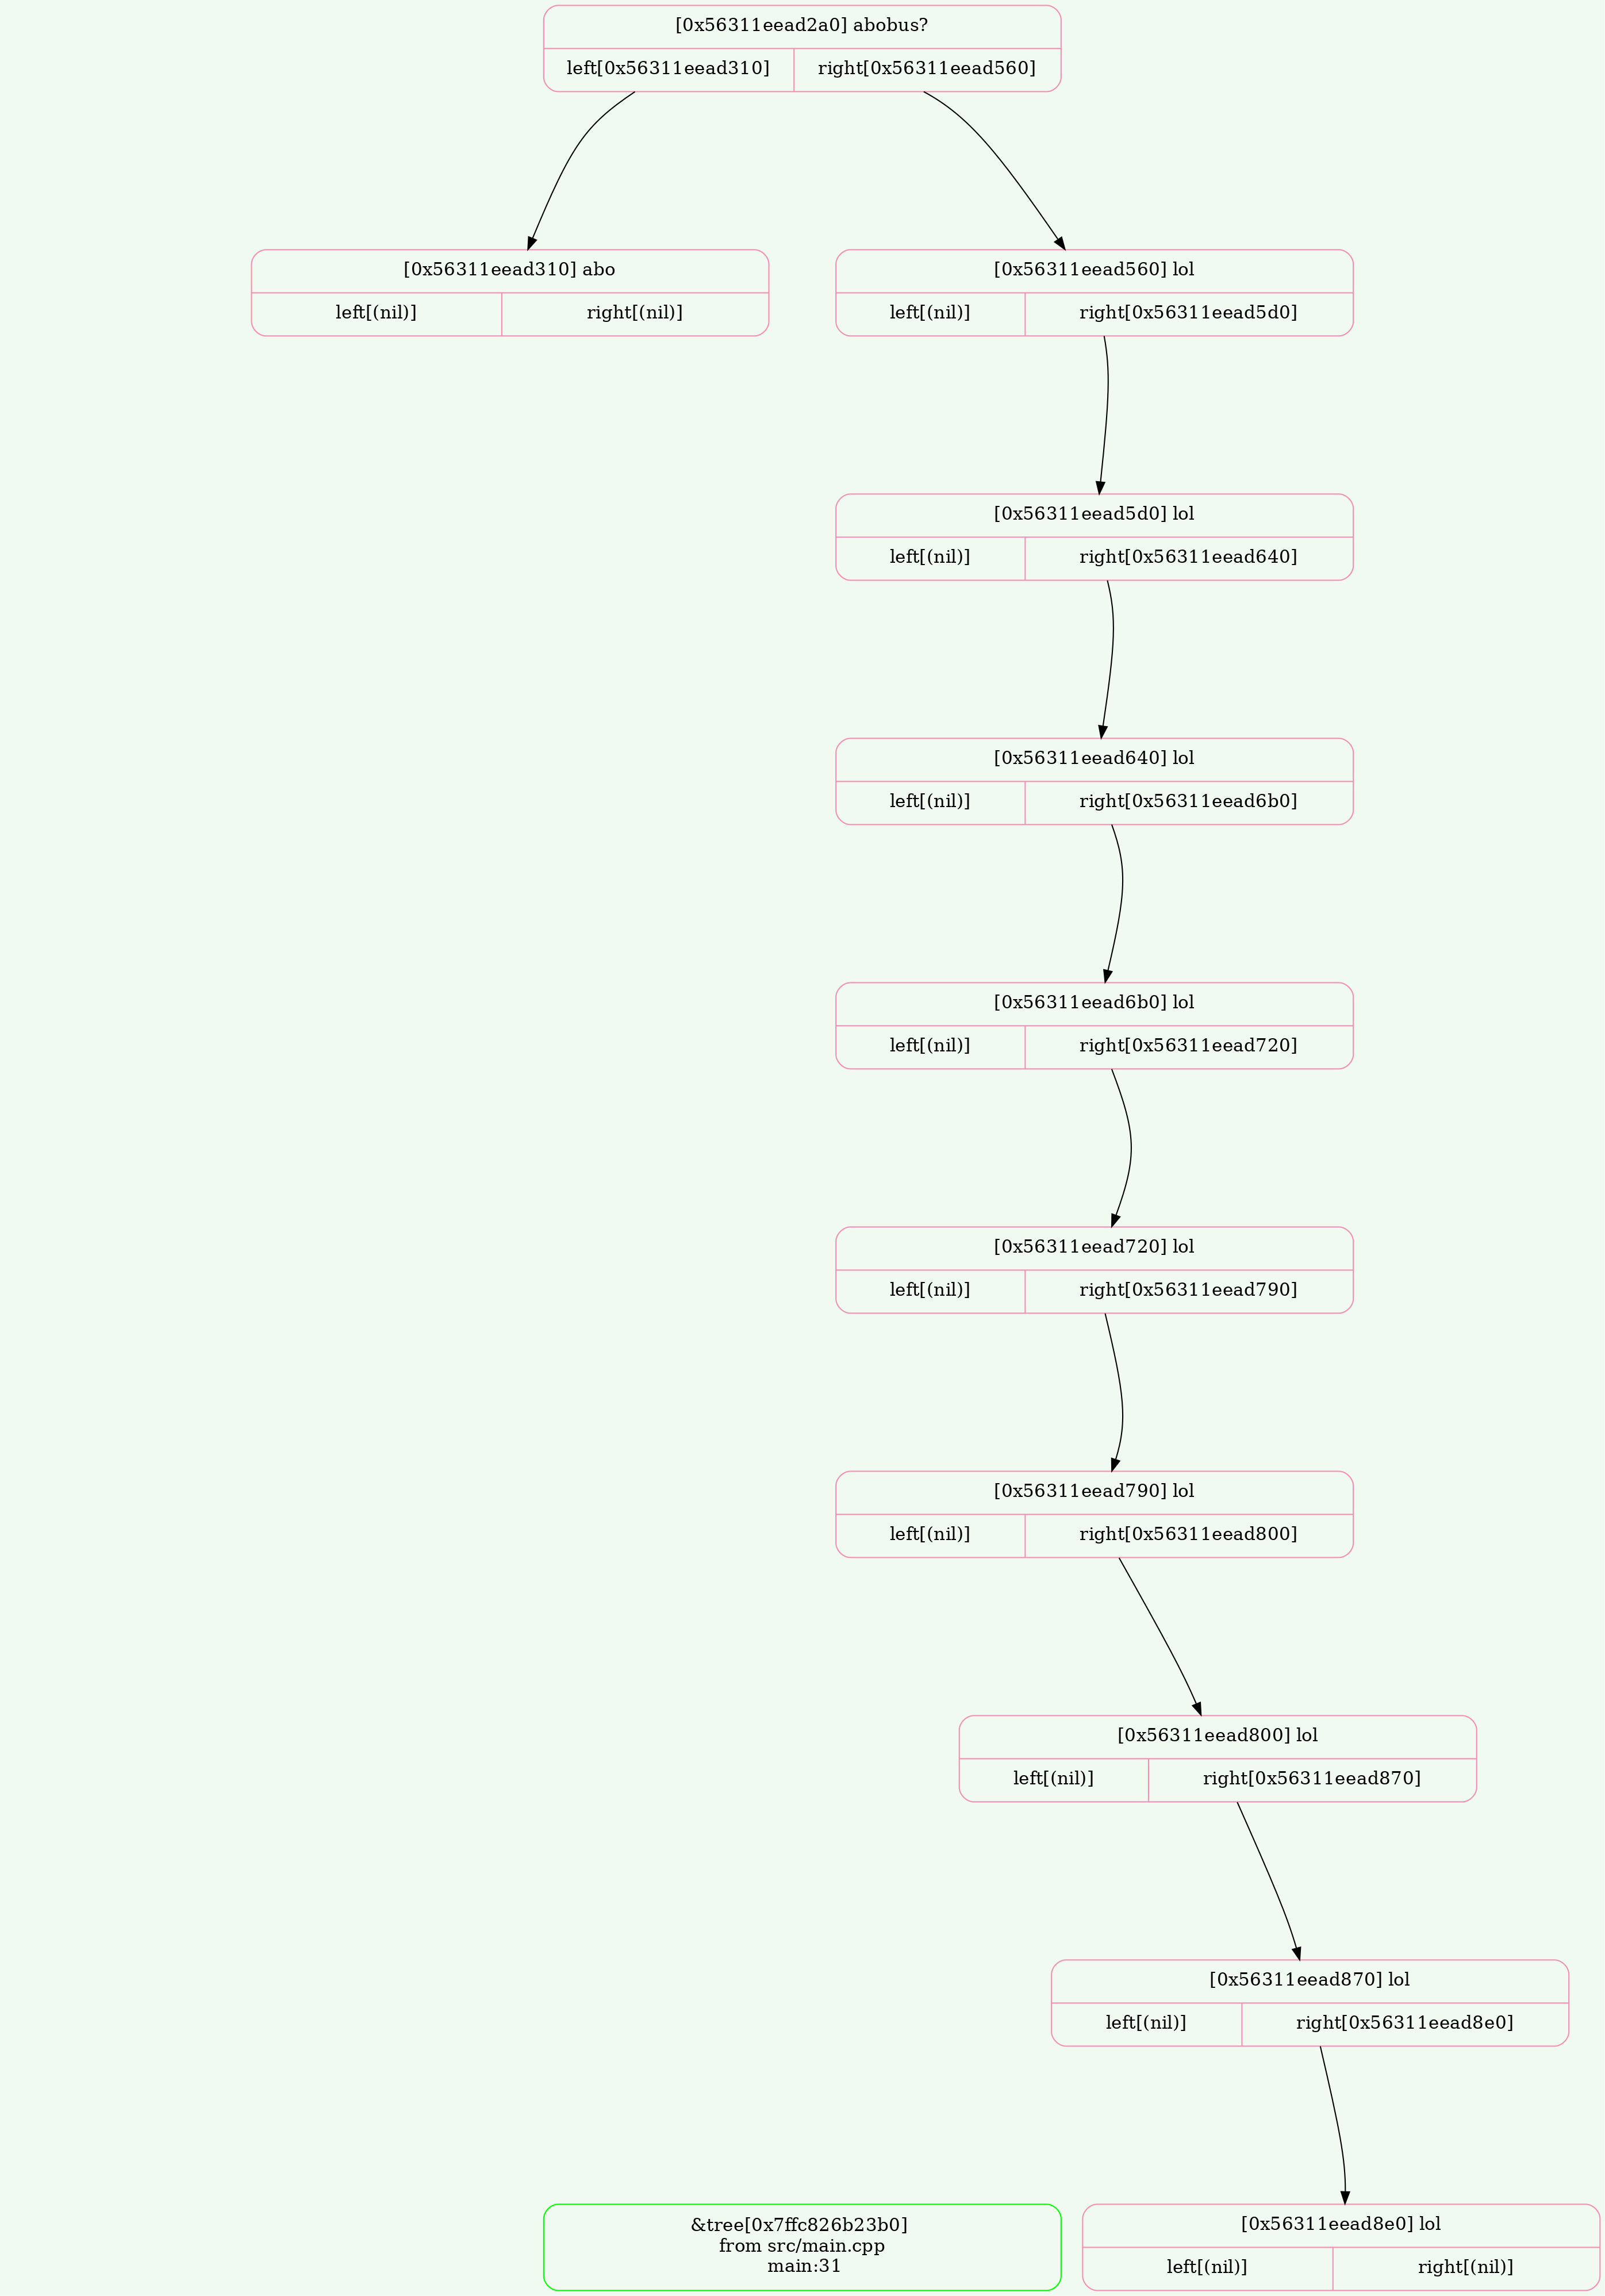 [0x56311eead2a0] abobus?
left[0x56311eead310]
right[0x56311eead560]
[0x56311eead310] abo
left[(nil)]
right[(nil)]
[0x56311eead560] lol
left[(nil)]
right[0x56311eead5d0]
[0x56311eead5d0] lol
left[(nil)]
right[0x56311eead640]
[0x56311eead640] lol
left[(nil)]
right[0x56311eead6b0]
[0x56311eead6b0] lol
left[(nil)]
right[0x56311eead720]
[0x56311eead720] lol
left[(nil)]
right[0x56311eead790]
[0x56311eead790] lol
left[(nil)]
right[0x56311eead800]
[0x56311eead800] lol
left[(nil)]
right[0x56311eead870]
[0x56311eead870] lol
left[(nil)]
right[0x56311eead8e0]
&tree[0x7ffc826b23b0]
from src/main.cpp
main:31
[0x56311eead8e0] lol
left[(nil)]
right[(nil)]